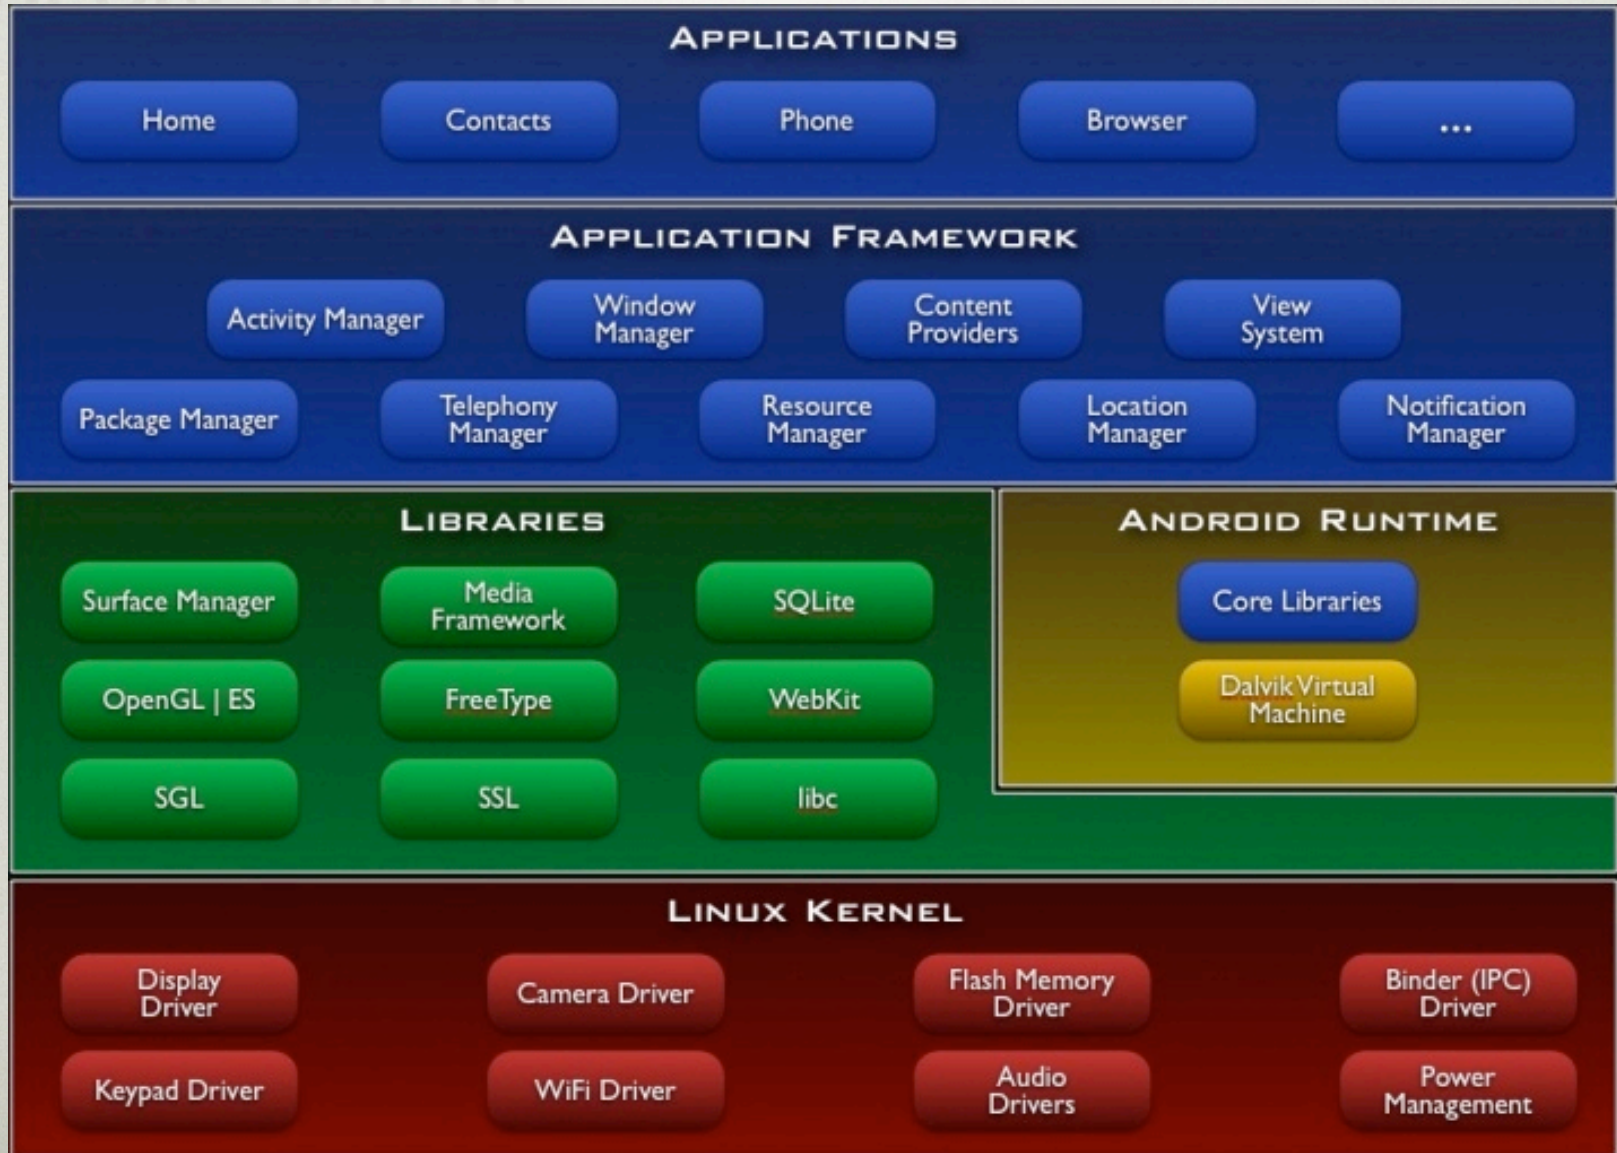 APPLICATIONS
Home
Contacts
Phone
Browser
...
APPLICATION FRAMEWORK
Activity Manager
Window
Manager
Content
Providers
View
System
Package Manager
Telephony
Manager
Resource
Manager
Location
Manager
Notification
Manager
LIBRARIES
Surface Manager
Media
Framework
SQLite
OpenGL | ES
FreeType
WebKit
SGL
SSL
libc
ANDROID RUNTIME
Core Libraries
Dalvik Virtual
Machine
LINUX KERNEL
Display
Driver
Camera Driver
Flash Memory
Driver
Binder (IPC)
Driver
Keypad Driver
WiFi Driver
Audio
Drivers
Power
Management